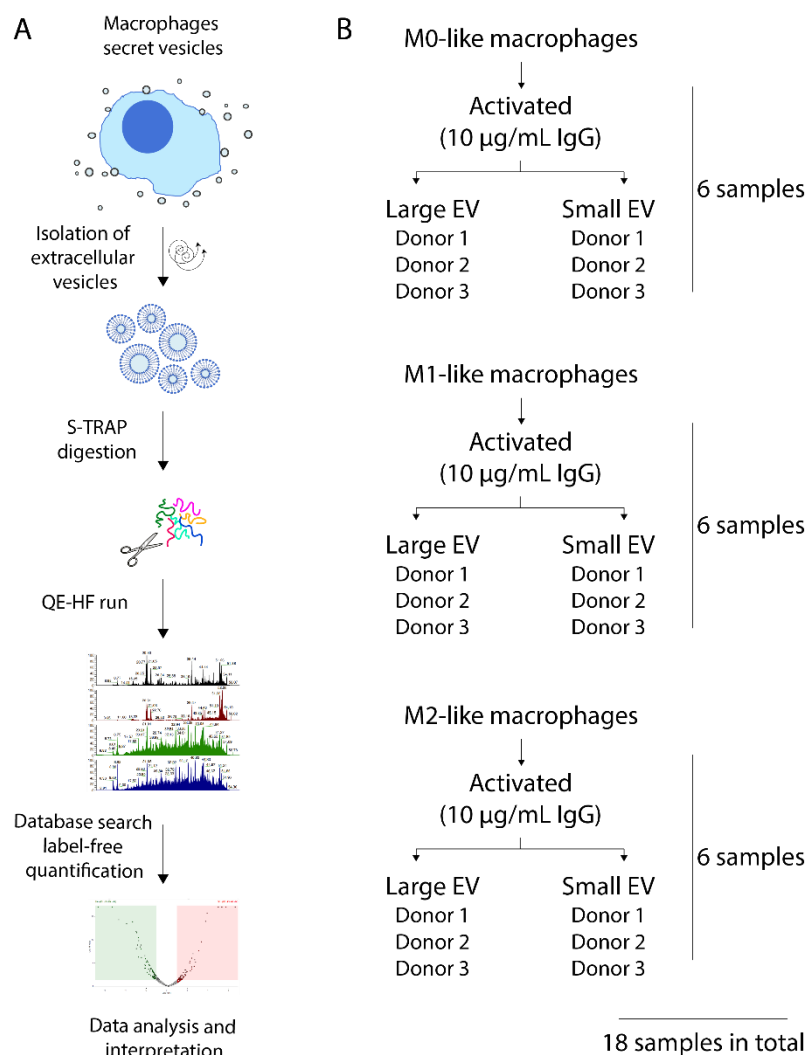 A
Macrophages
secret vesicles
Isolation of
extracellular
vesicles
S-TRAP
digestion
QE-HF run
Database search
label-free
quantification
Data analysis and
interpretation
B
M0-like macrophages
Activated
(10 µg/mL IgG)
Large EV
Donor 1
Donor 2
Donor 3
Small EV
Donor 1
Donor 2
Donor 3
6 samples
M1-like macrophages
Activated
(10 µg/mL IgG)
Large EV
Donor 1
Donor 2
Donor 3
Small EV
Donor 1
Donor 2
Donor 3
6 samples
M2-like macrophages
Activated
(10 µg/mL IgG)
Large EV
Donor 1
Donor 2
Donor 3
Small EV
Donor 1
Donor 2
Donor 3
6 samples
18 samples in total